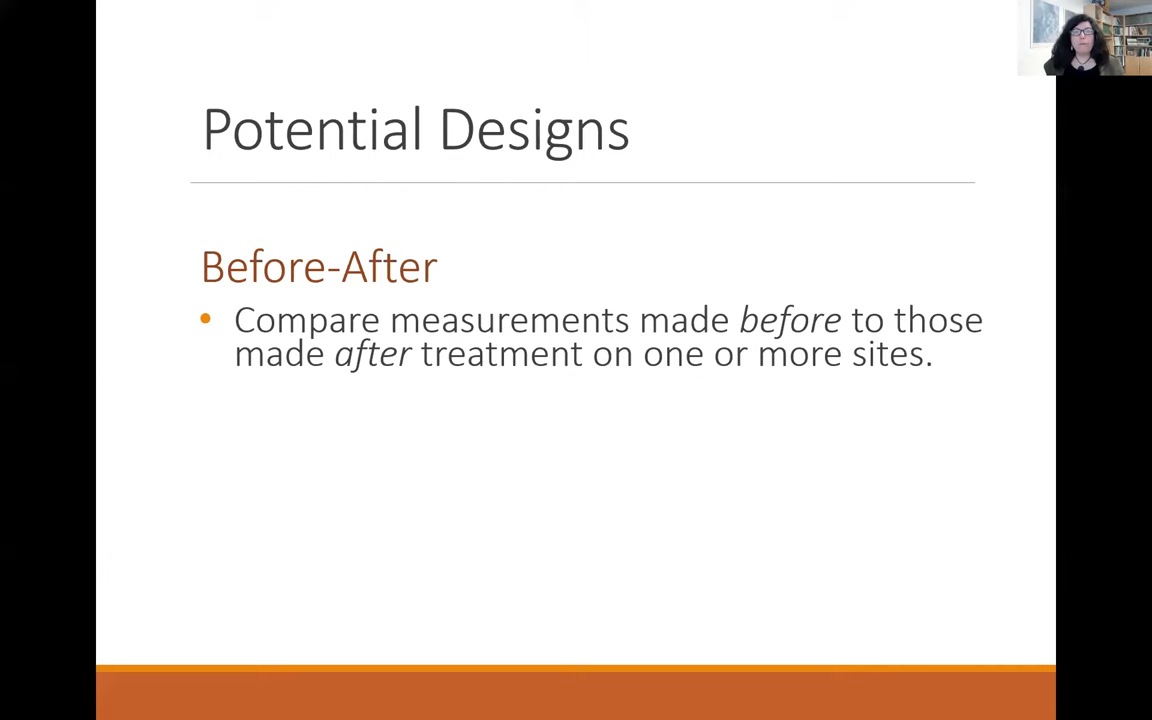 Potential Designs
Before-After
• Compare measurements made before to those
made after treatment on one or more sites.